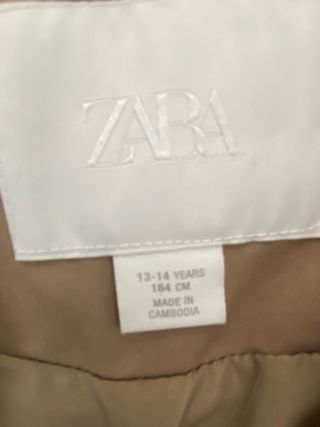 ZARA
13-14 YEARS
164 CM
MADE IN
CAMBODIA